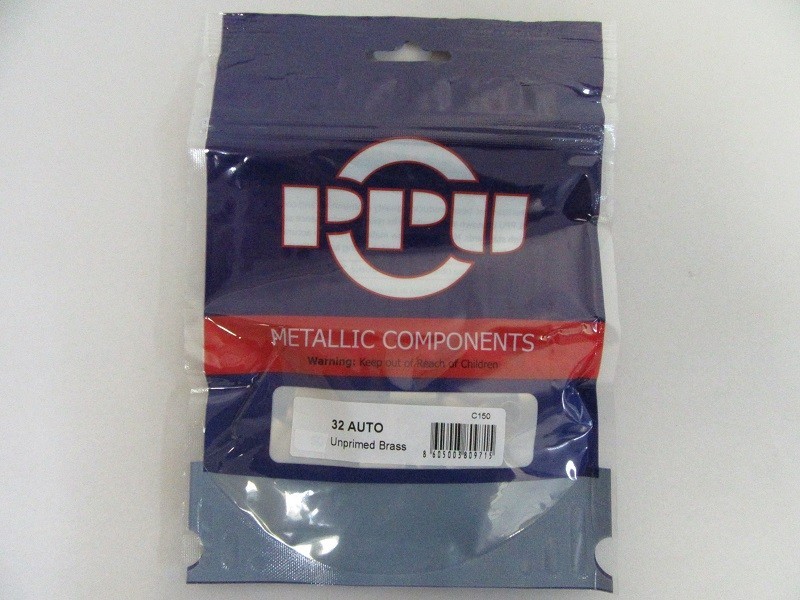 PPU
METALLIC COMPONENTS
Warning: Keep out of Reach of Children
C150
32 AUTO
Unprimed Brass
8 605003 809715